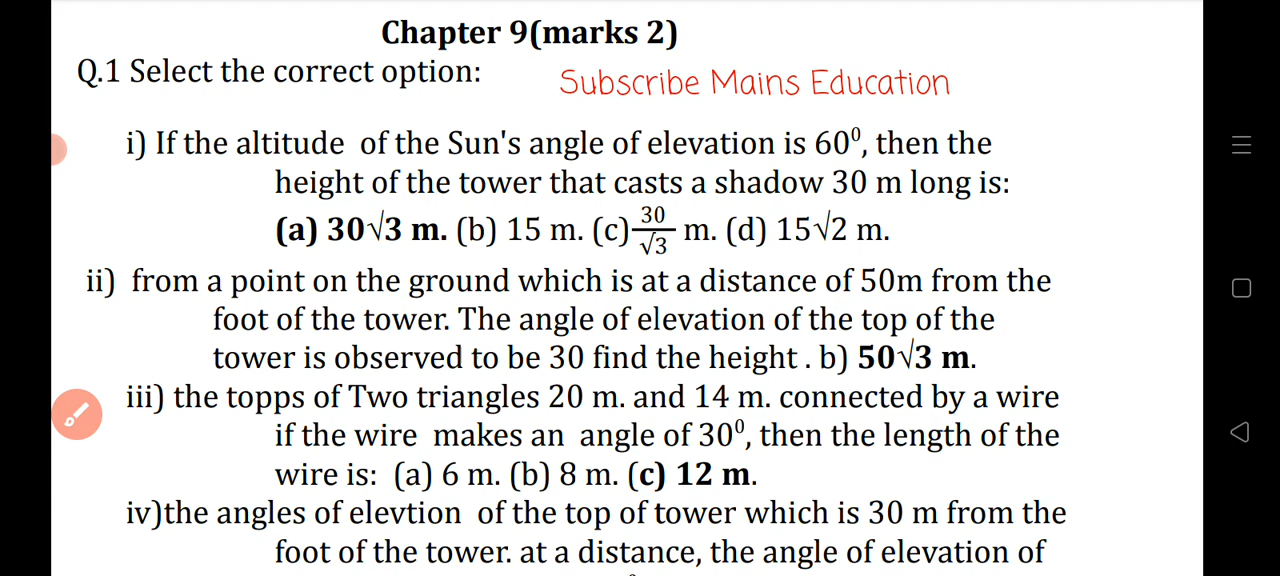 Chapter 9(marks 2)
Q.1 Select the correct option:
Subscribe Mains Education
i) If the altitude of the Sun's angle of elevation is 60⁰, then the
height of the tower that casts a shadow 30 m long is:
(a) 30√3 m. (b) 15 m. (c) 30/√3 m. (d) 15√2 m.
ii) from a point on the ground which is at a distance of 50m from the
foot of the tower. The angle of elevation of the top of the
tower is observed to be 30 find the height . b) 50√3 m.
iii) the topps of Two triangles 20 m. and 14 m. connected by a wire
if the wire makes an angle of 30⁰, then the length of the
wire is: (a) 6 m. (b) 8 m. (c) 12 m.
iv)the angles of elevtion of the top of tower which is 30 m from the
foot of the tower. at a distance, the angle of elevation of